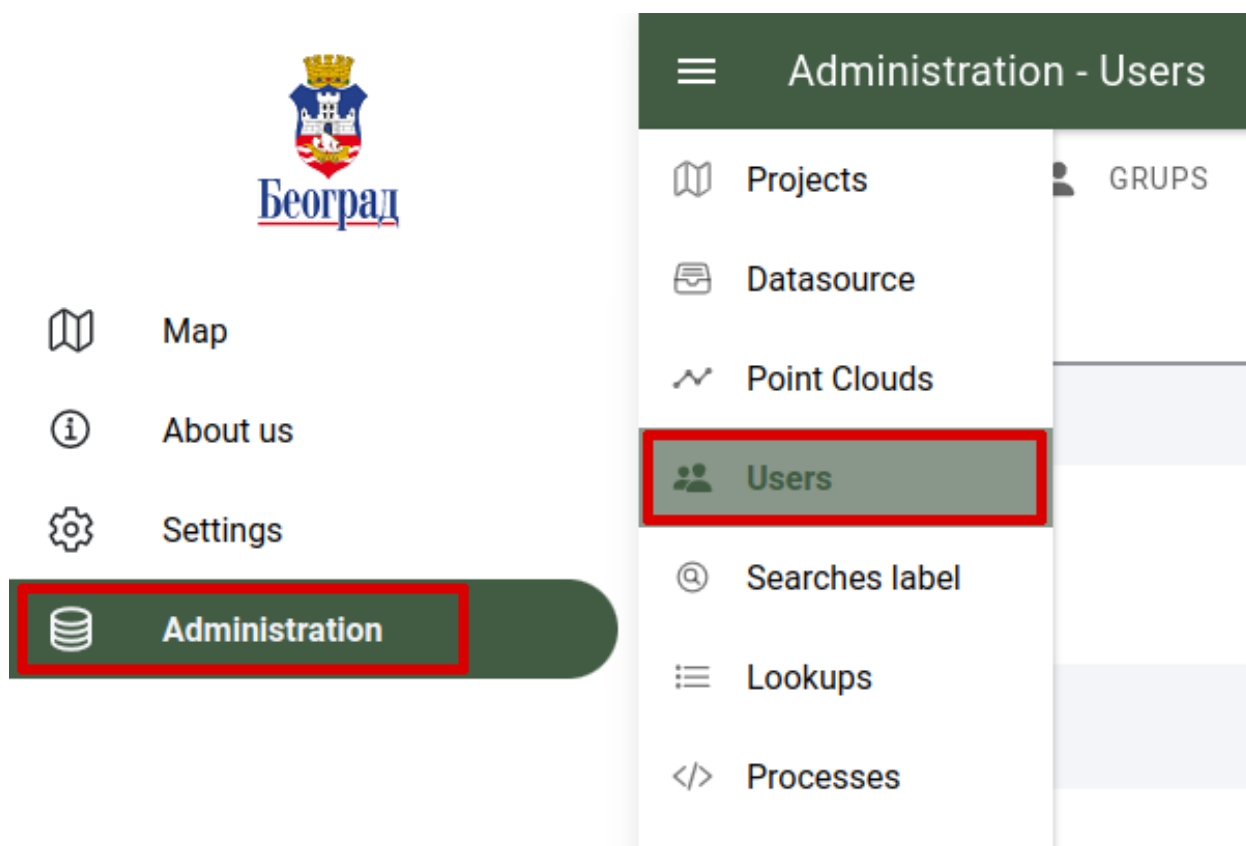 Београд
Map
About us
Settings
Administration
Administration - Users
Projects
GRUPS
Datasource
Point Clouds
Users
Searches label
Lookups
Processes